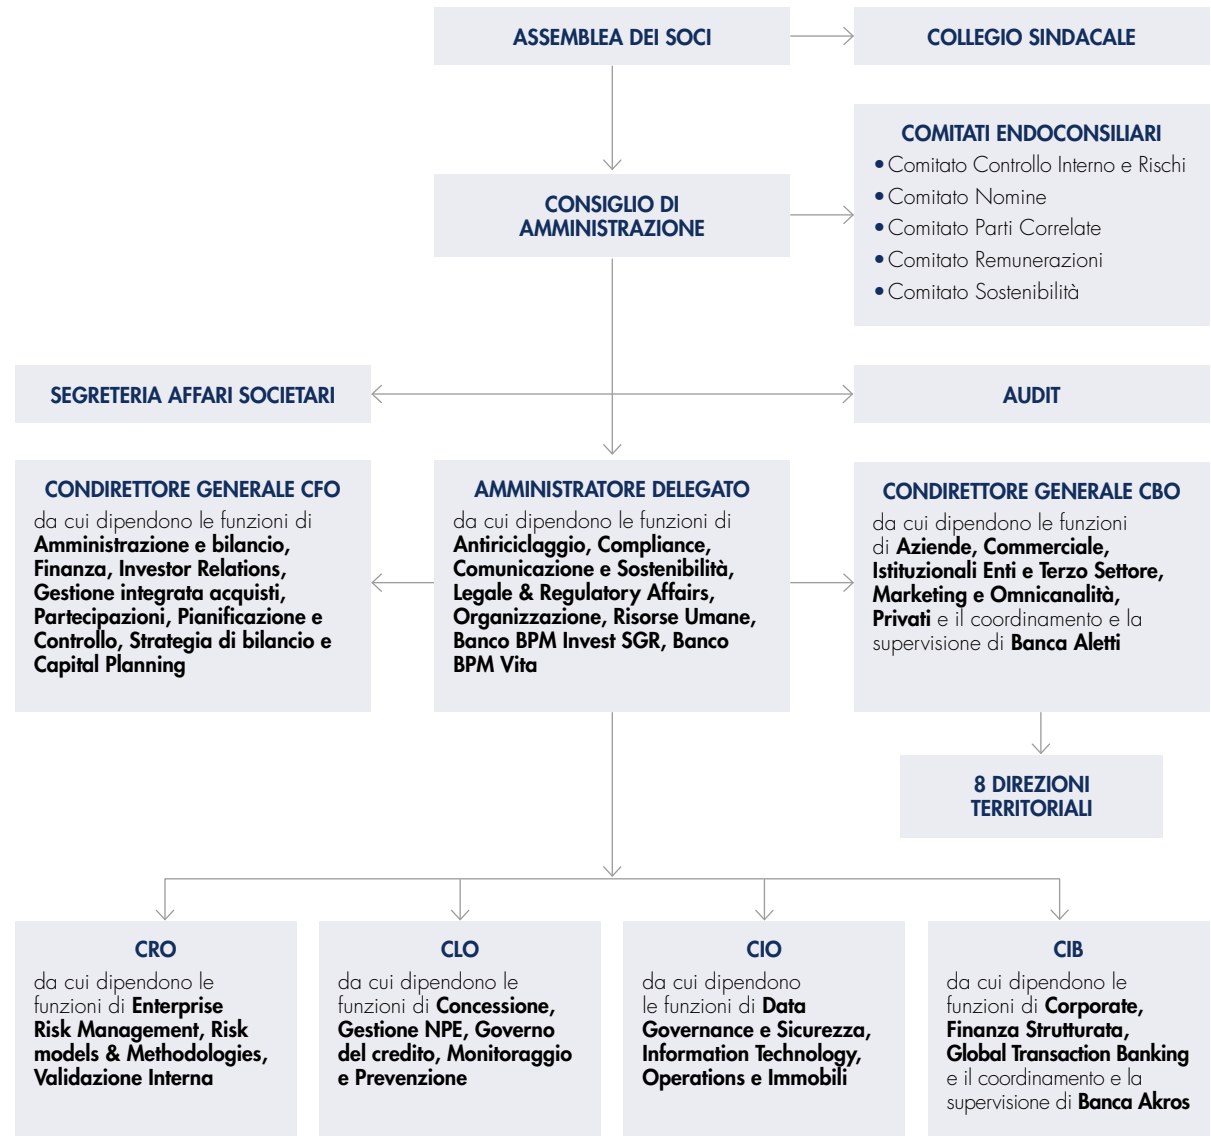 ASSEMBLEA DEI SOCI
COLLEGIO SINDACALE
COMITATI ENDOCONSILIARI
• Comitato Controllo Interno e Rischi
• Comitato Nomine
• Comitato Parti Correlate
• Comitato Remunerazioni
• Comitato Sostenibilità
CONSIGLIO DI
AMMINISTRAZIONE
SEGRETERIA AFFARI SOCIETARI
AUDIT
CONDIRETTORE GENERALE CFO
da cui dipendono le funzioni di
Amministrazione e bilancio,
Finanza, Investor Relations,
Gestione integrata acquisti,
Partecipazioni, Pianificazione e
Controllo, Strategia di bilancio e
Capital Planning
AMMINISTRATORE DELEGATO
da cui dipendono le funzioni di
Antiriciclaggio, Compliance,
Comunicazione e Sostenibilità,
Legale & Regulatory Affairs,
Organizzazione, Risorse Umane,
Banco BPM Invest SGR, Banco
BPM Vita
CONDIRETTORE GENERALE CBO
da cui dipendono le funzioni
di Aziende, Commerciale,
Istituzionali Enti e Terzo Settore,
Marketing e Omnicanalità,
Privati e il coordinamento e la
supervisione di Banca Aletti
8 DIREZIONI
TERRITORIALI
CRO
da cui dipendono le
funzioni di Enterprise
Risk Management, Risk
models & Methodologies,
Validazione Interna
CLO
da cui dipendono le
funzioni di Concessione,
Gestione NPE, Governo
del credito, Monitoraggio
e Prevenzione
CIO
da cui dipendono
le funzioni di Data
Governance e Sicurezza,
Information Technology,
Operations e Immobili
CIB
da cui dipendono le
funzioni di Corporate,
Finanza Strutturata,
Global Transaction Banking
e il coordinamento e la
supervisione di Banca Akros